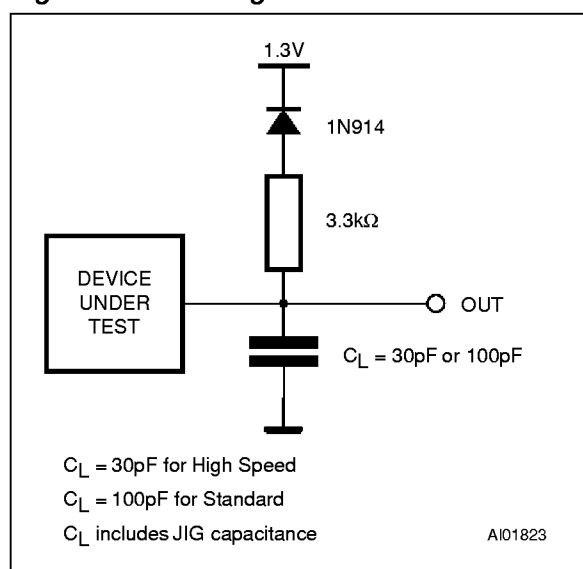 1.3V
1N914
3.3kΩ
DEVICE
UNDER
TEST
OUT
CL = 30pF or 100pF
CL = 30pF for High Speed
CL = 100pF for Standard
CL includes JIG capacitance
AI01823